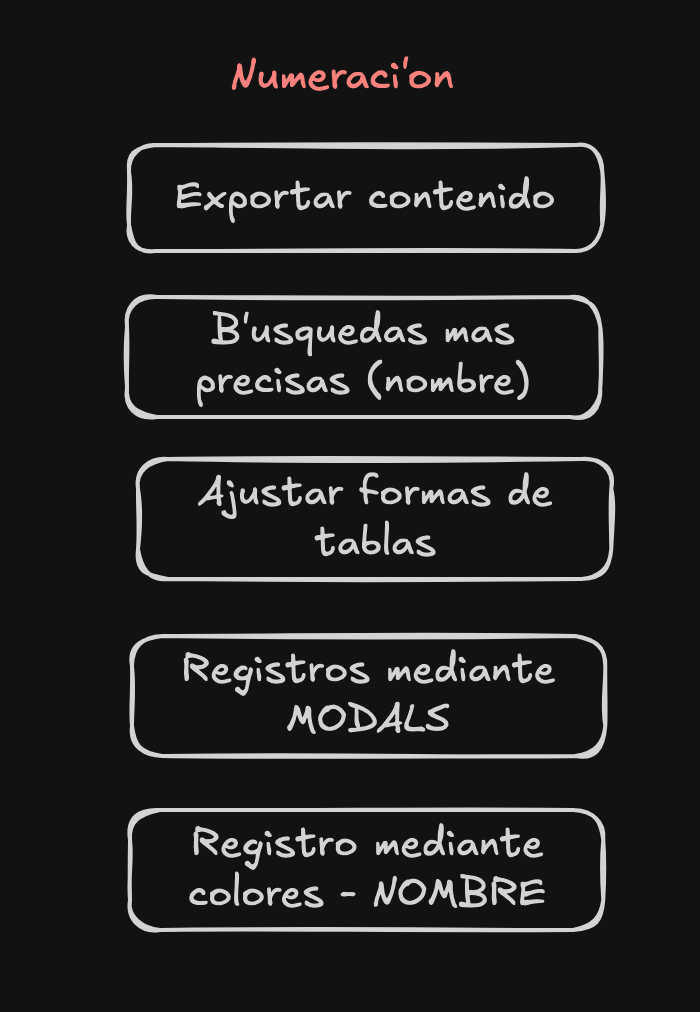 Numeraci'on
Exportar contenido
B'usquedas mas
precisas (nombre)
Ajustar formas de
tablas
Registros mediante
MODALS
Registro mediante
colores - NOMBRE